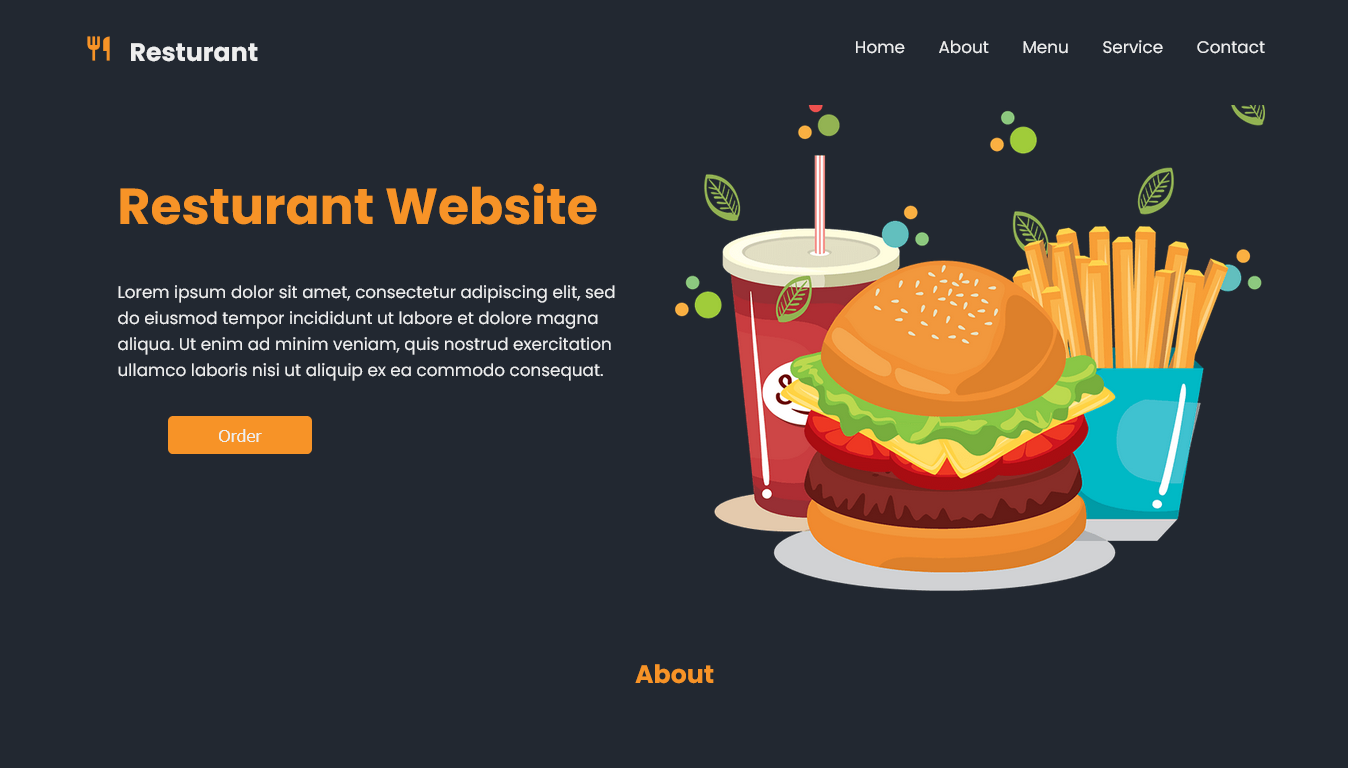 Resturant
Home About Menu Service Contact
Resturant Website
Lorem ipsum dolor sit amet, consectetur adipiscing elit, sed
do eiusmod tempor incididunt ut labore et dolore magna
aliqua. Ut enim ad minim veniam, quis nostrud exercitation
ullamco laboris nisi ut aliquip ex ea commodo consequat.
Order
About